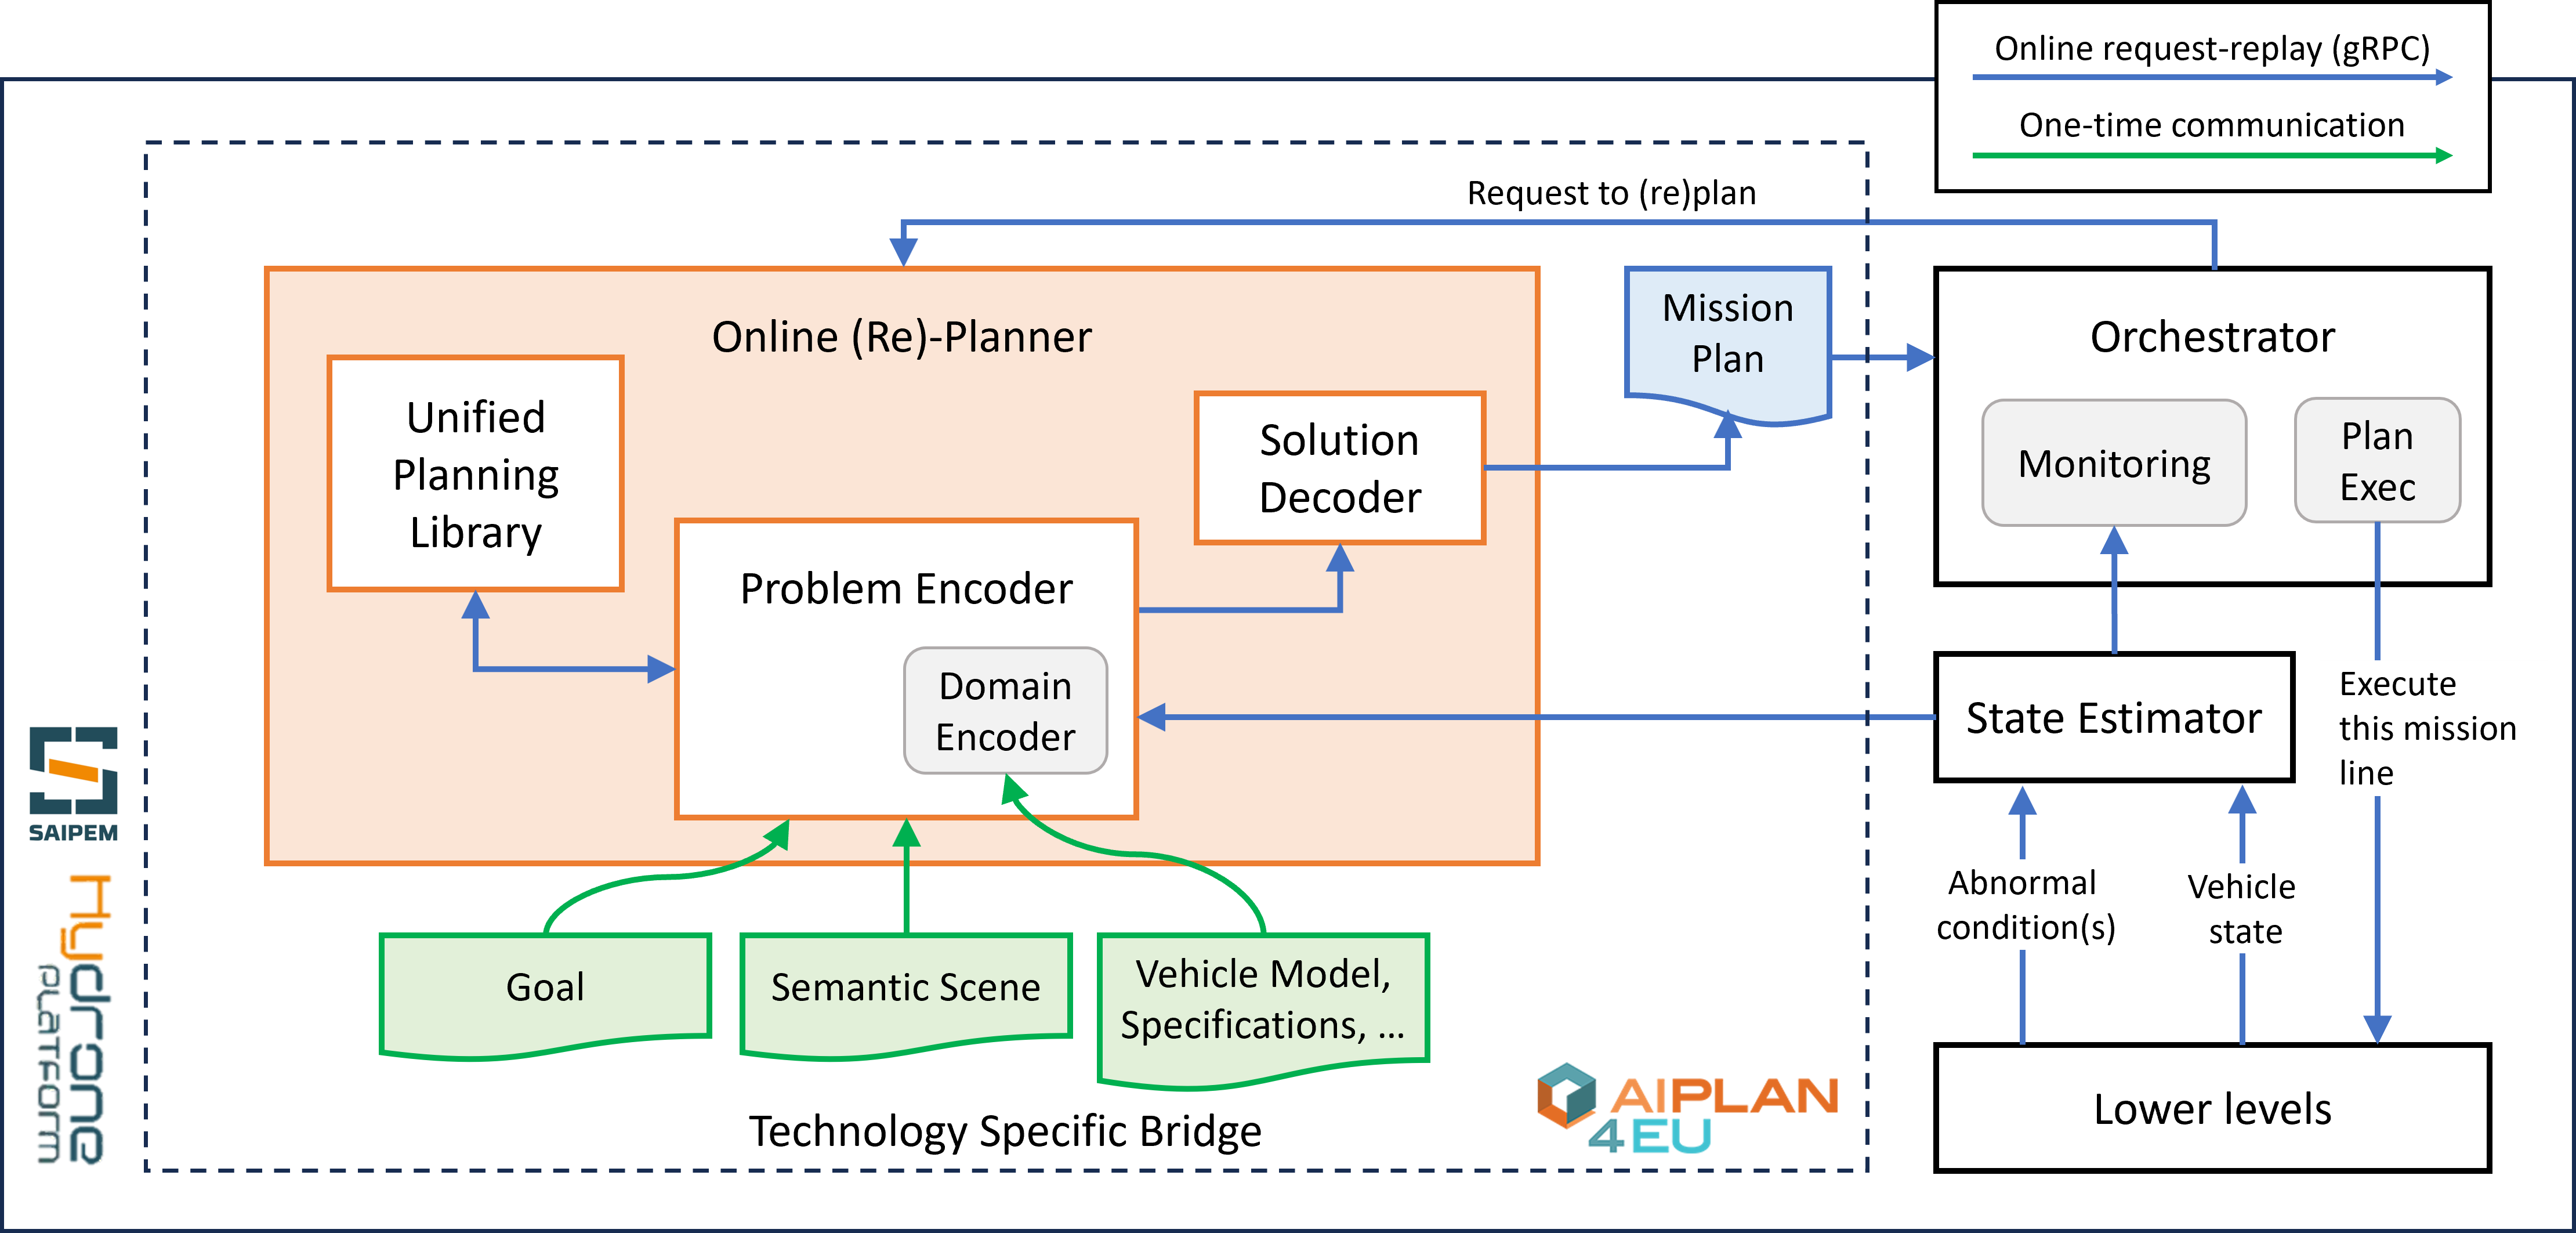 Online request-replay (gRPC)
One-time communication
Request to (re)plan
Online (Re)-Planner
Unified
Planning
Library
Problem Encoder
Domain
Encoder
Solution
Decoder
Mission
Plan
Orchestrator
Monitoring
Plan
Exec
State Estimator
Execute
this mission
line
Abnormal
condition(s)
Vehicle
state
Lower levels
Goal
Semantic Scene
Vehicle Model,
Specifications, ...
Technology Specific Bridge
AIPLAN
4EU
SAIPEM
Hydrone
PLATFORM